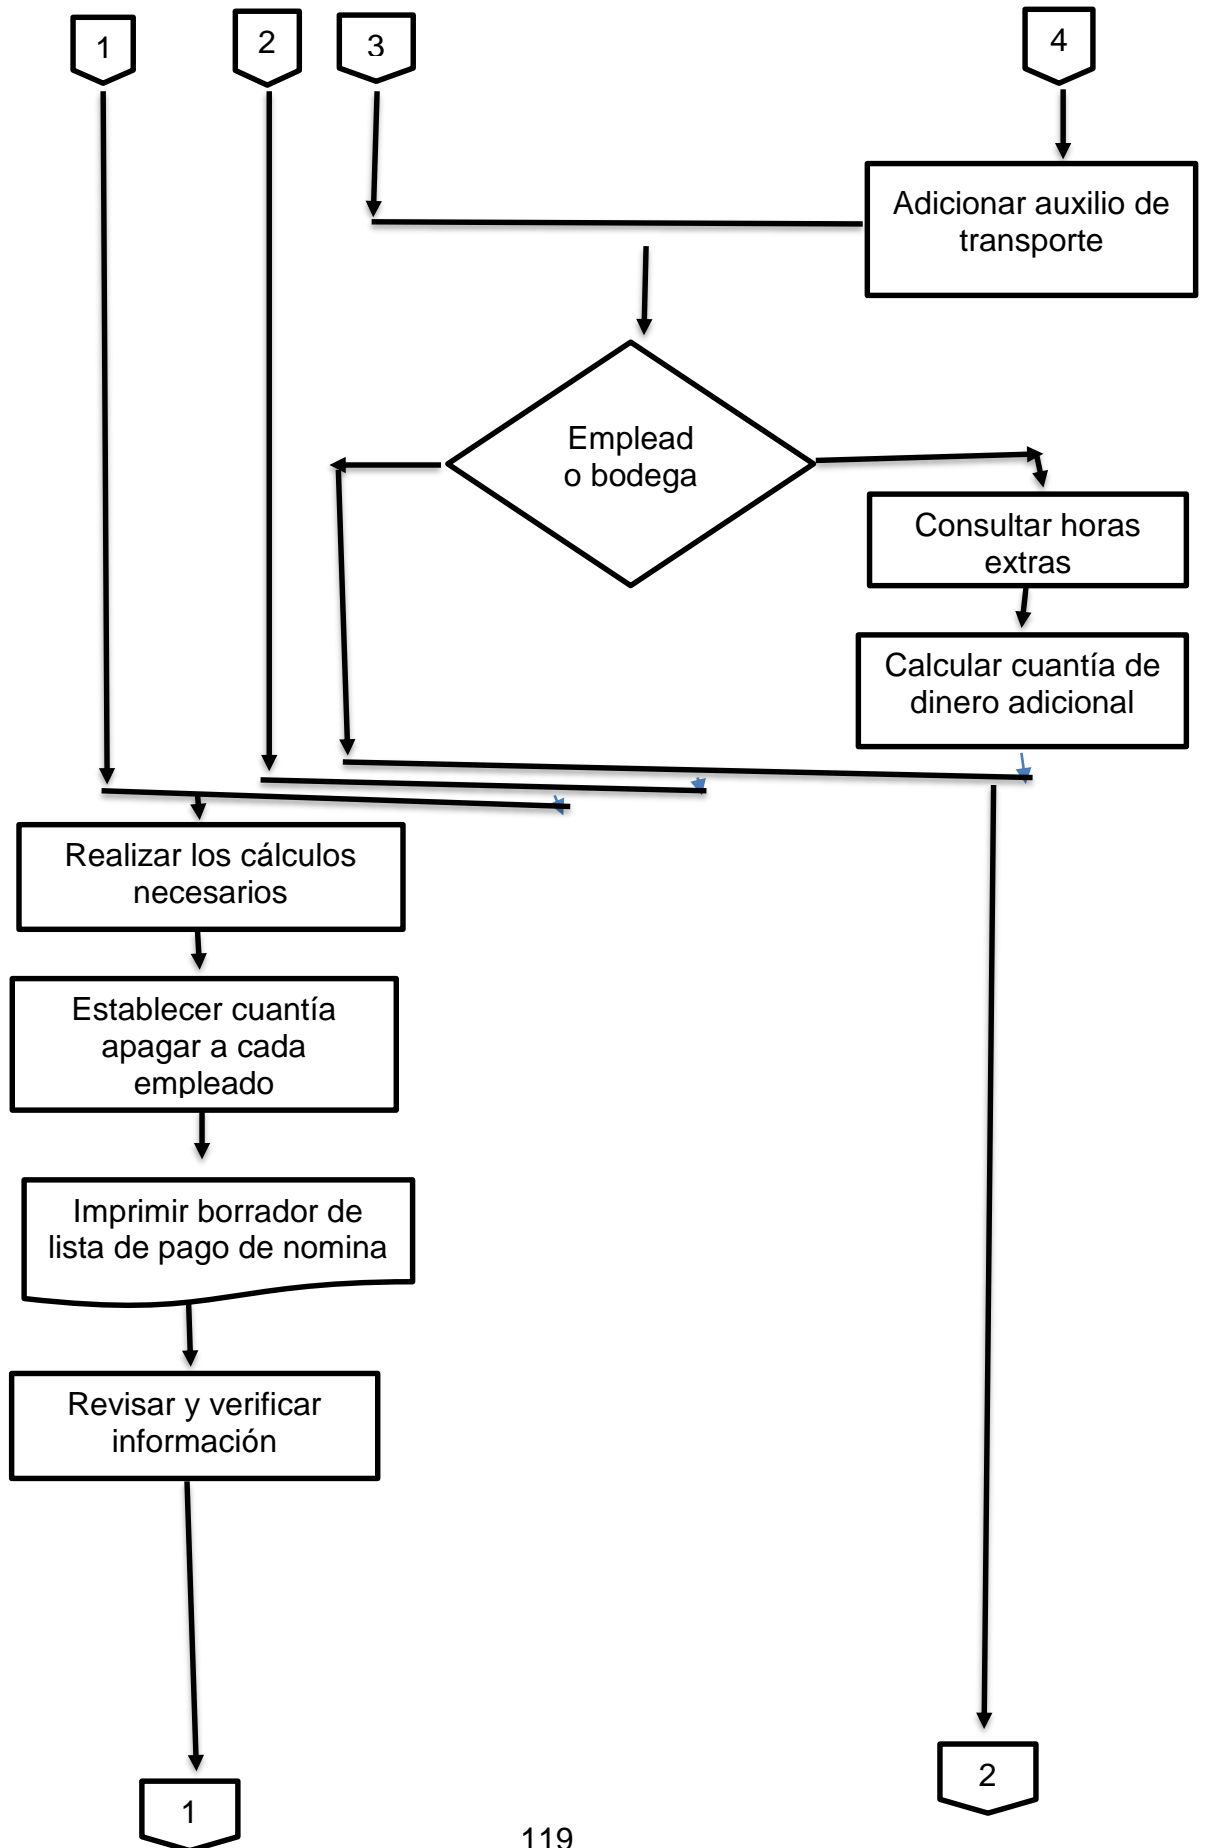 1
2
3
4
Adicionar auxilio de
transporte
Emplead
o bodega
Consultar horas
extras
Calcular cuantía de
dinero adicional
Realizar los cálculos
necesarios
Establecer cuantía
apagar a cada
empleado
Imprimir borrador de
lista de pago de nomina
Revisar y verificar
información
2
1
119